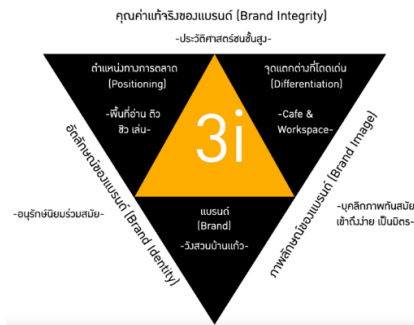 คุณค่าแท้จริงของแบรนด์ (Brand Integrity)
-ประวัติศาสตร์ชนชั้นสูง-
ตำแหน่งทางการตลาด
(Positioning)
-พื้นที่อ่าน ติว
ชิว เล่น-
จุดแตกต่างที่โดดเด่น
(Differentiation)
-Cafe &
Workspace-
3i
อัตลักษณ์ของแบรนด์ (Brand Identity)
-อนุรักษ์นิยมร่วมสมัย-
แบรนด์
(Brand)
-วังสวนบ้านแก้ว-
ภาพลักษณ์ของแบรนด์ (Brand Image)
-บุคลิกภาพทันสมัย
เข้าถึงง่าย เป็นมิตร-